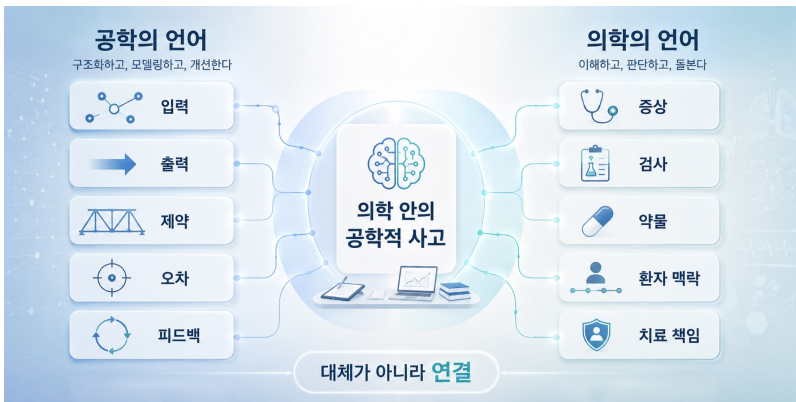 공학의 언어
구조화하고, 모델링하고, 개선한다
입력
출력
제약
오차
피드백
의학 안의
공학적 사고
의학의 언어
이해하고, 판단하고, 돌본다
증상
검사
약물
환자 맥락
치료 책임
대체가 아니라 연결